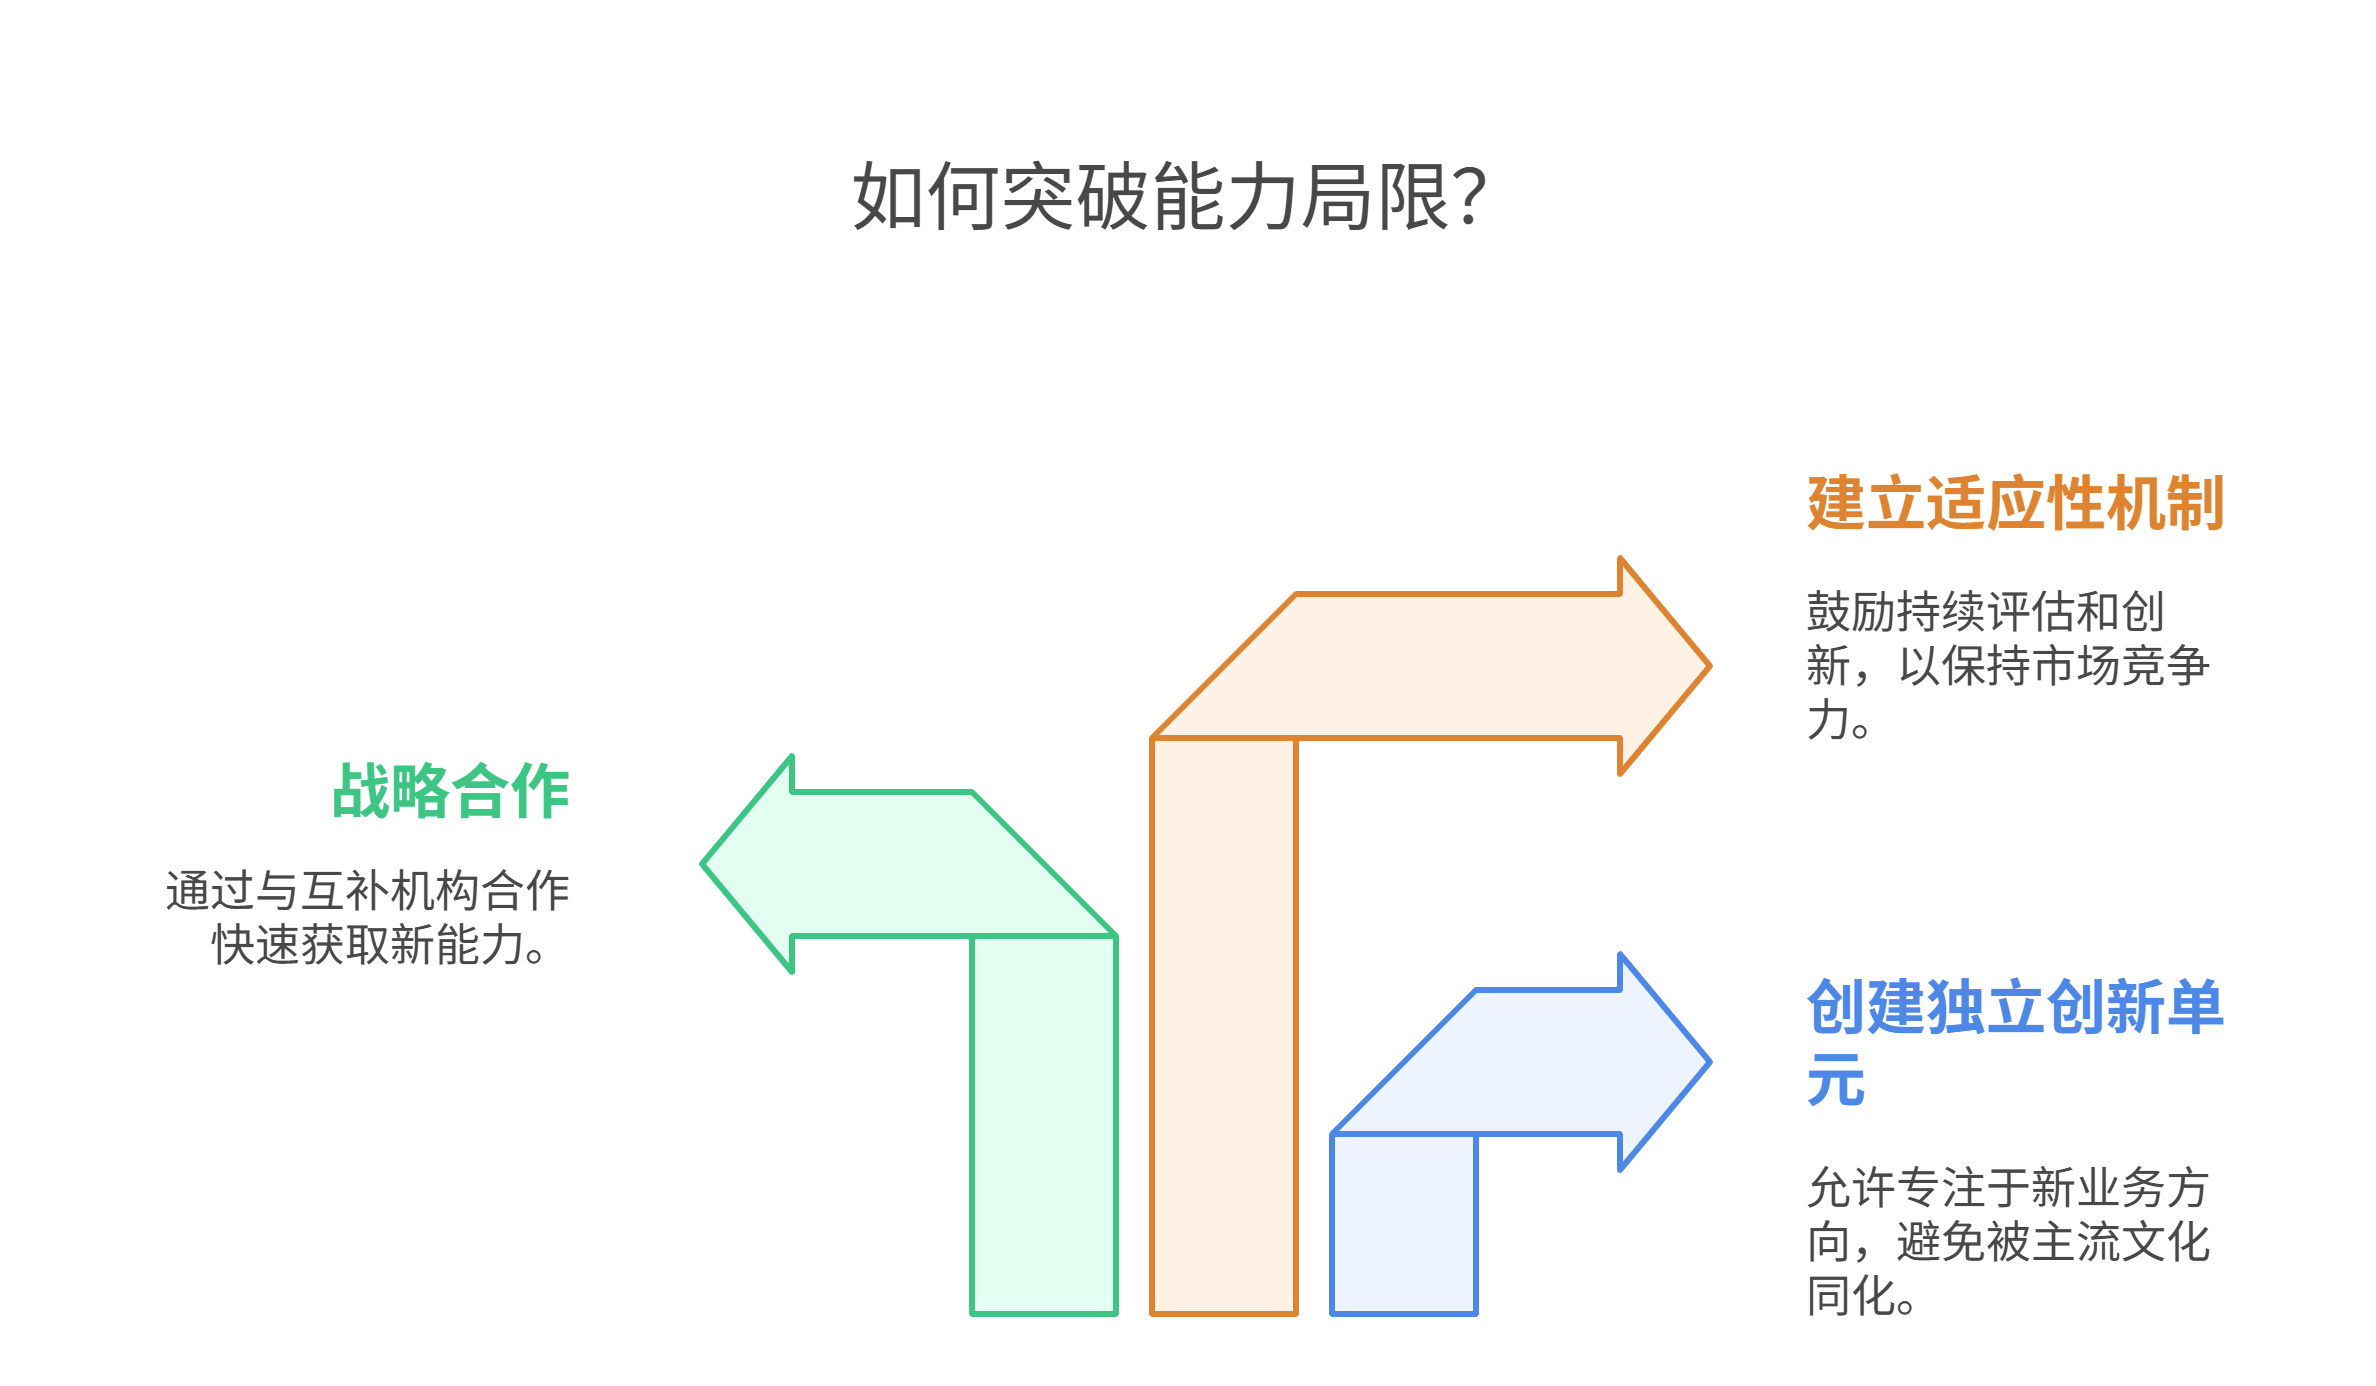 如何突破能力局限？
建立适应性机制
鼓励持续评估和创
新，以保持市场竞争
力。
战略合作
通过与互补机构合作
快速获取新能力。
创建独立创新单
元
允许专注于新业务方
向，避免被主流文化
同化。